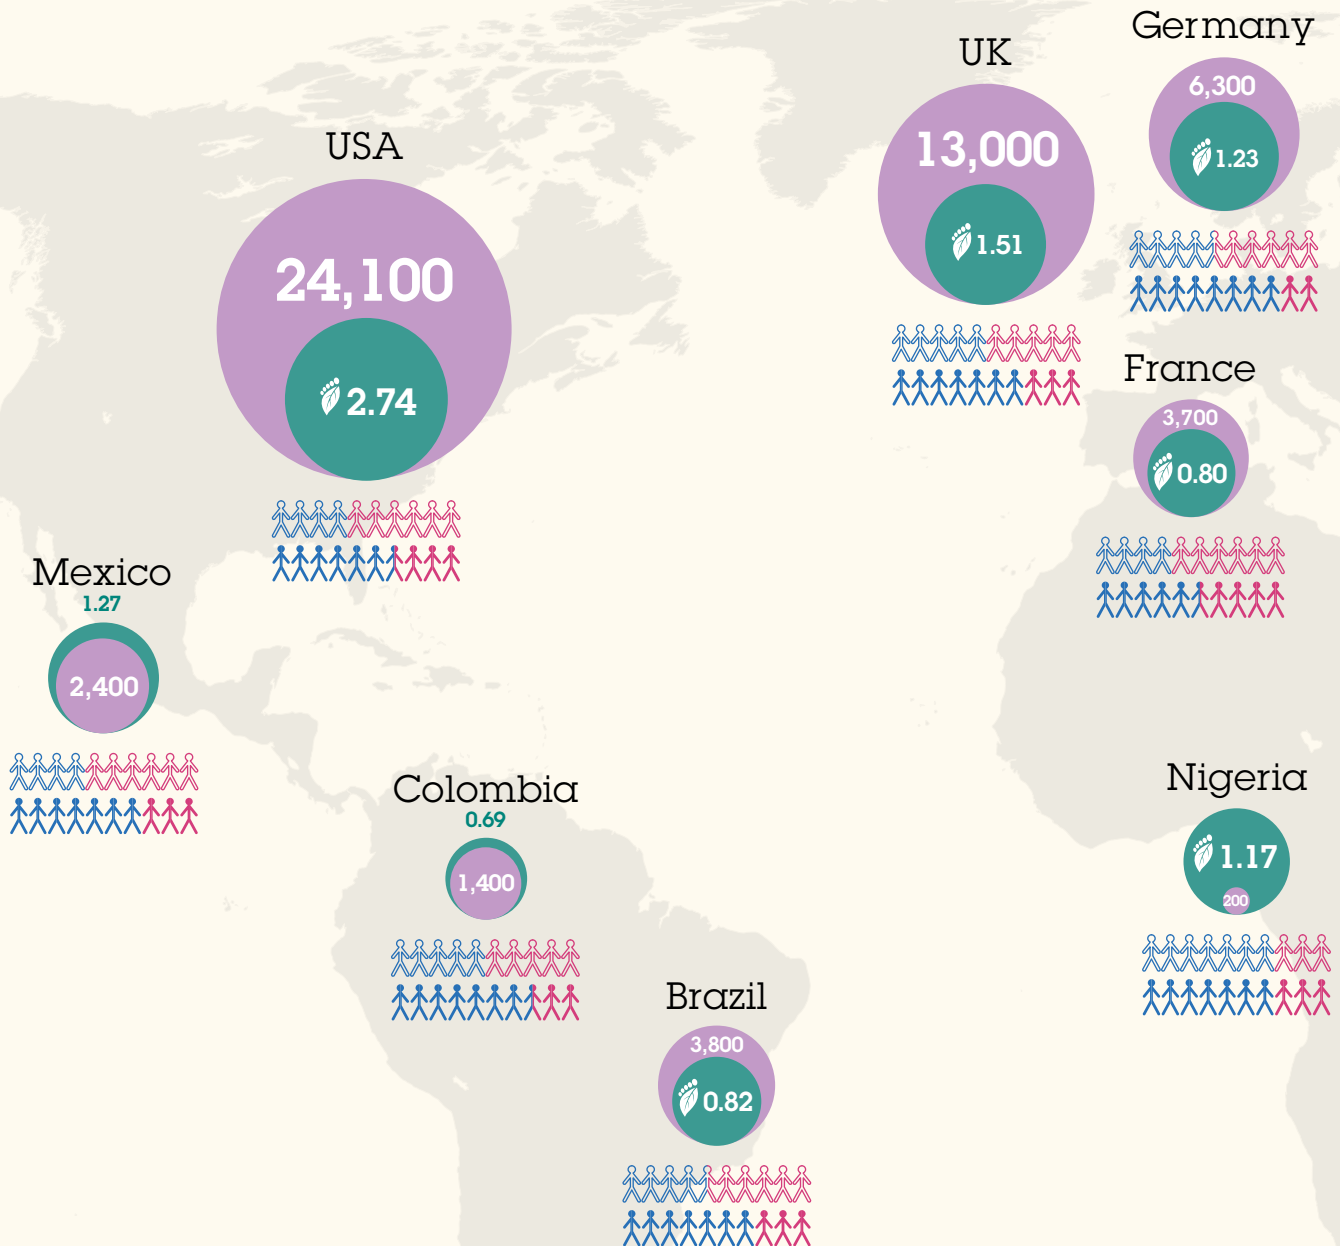 Germany
6,300
1.23
UK
13,000
1.51
USA
24,100
2.74
France
3,700
0.80
Mexico
1.27
2,400
Colombia
0.69
1,400
Nigeria
1.17
200
Brazil
3,800
0.82